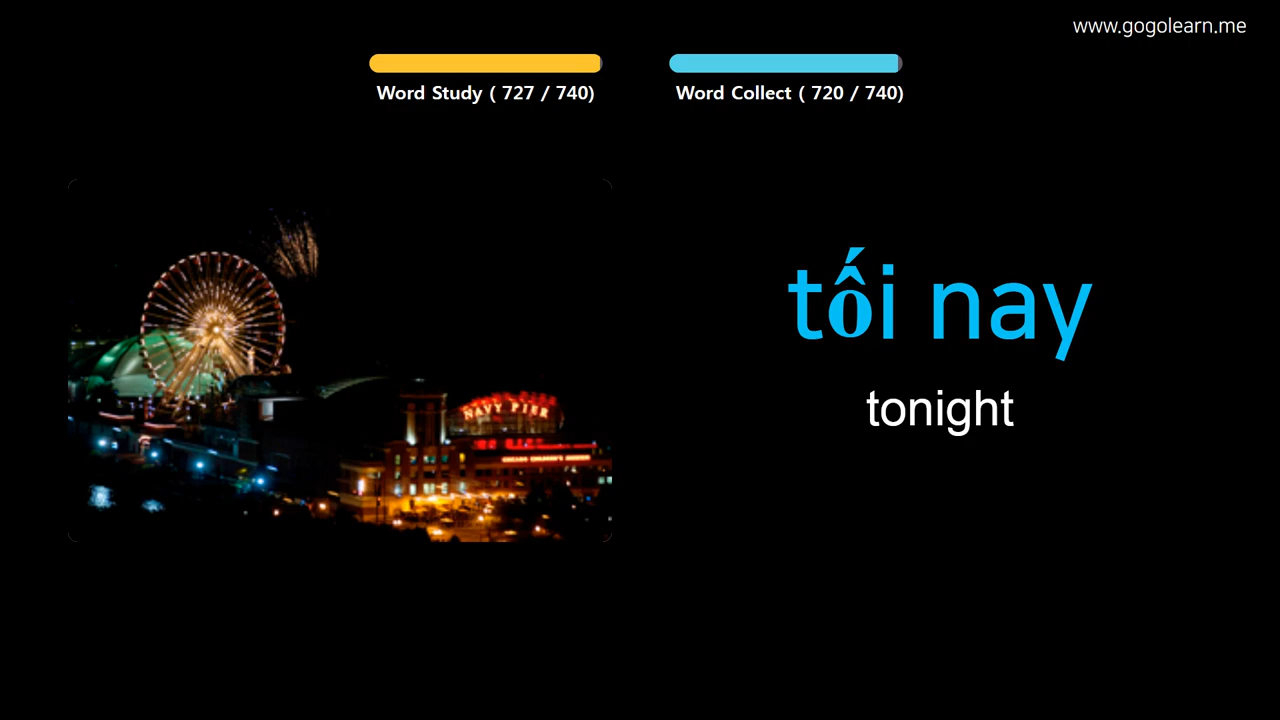 www.gogolearn.me
Word Study ( 727 / 740)
Word Collect ( 720 / 740)
tối nay
tonight
NAVY PIER